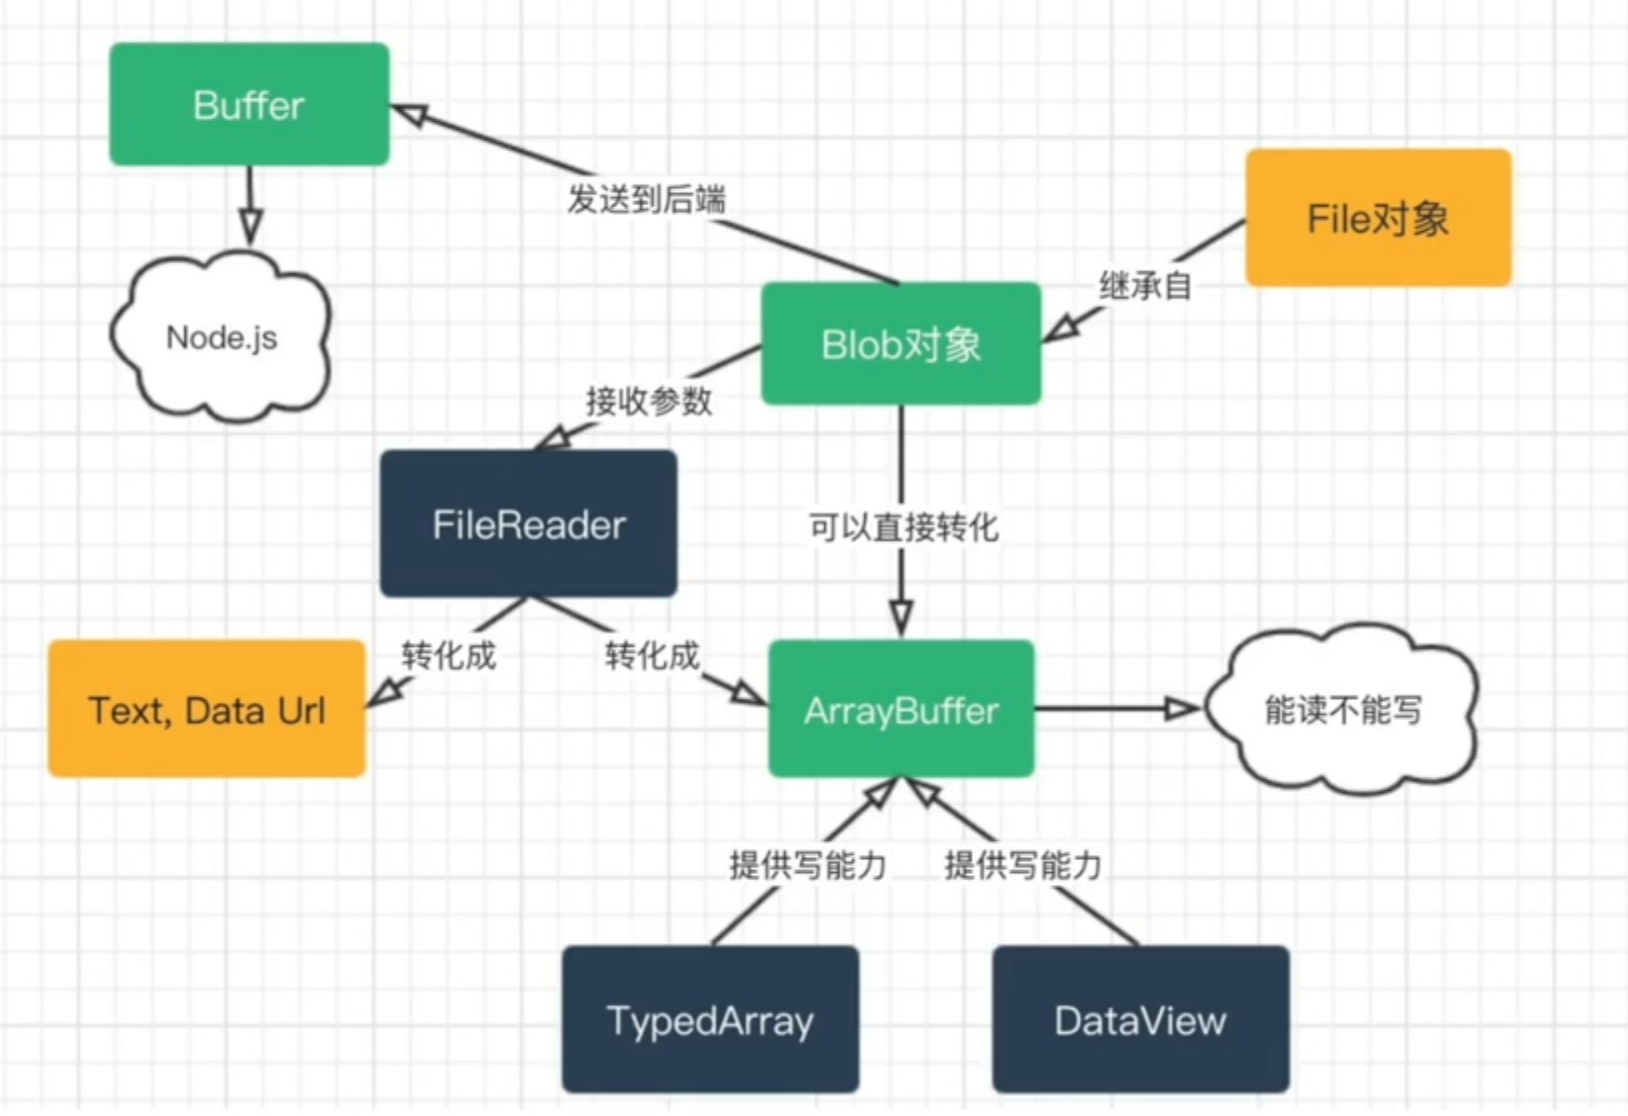 Buffer
发送到后端
File对象
继承自
Node.js
Blob对象
接收参数
FileReader
可以直接转化
转化成
转化成
Text, Data Url
ArrayBuffer
能读不能写
提供写能力
提供写能力
TypedArray
DataView